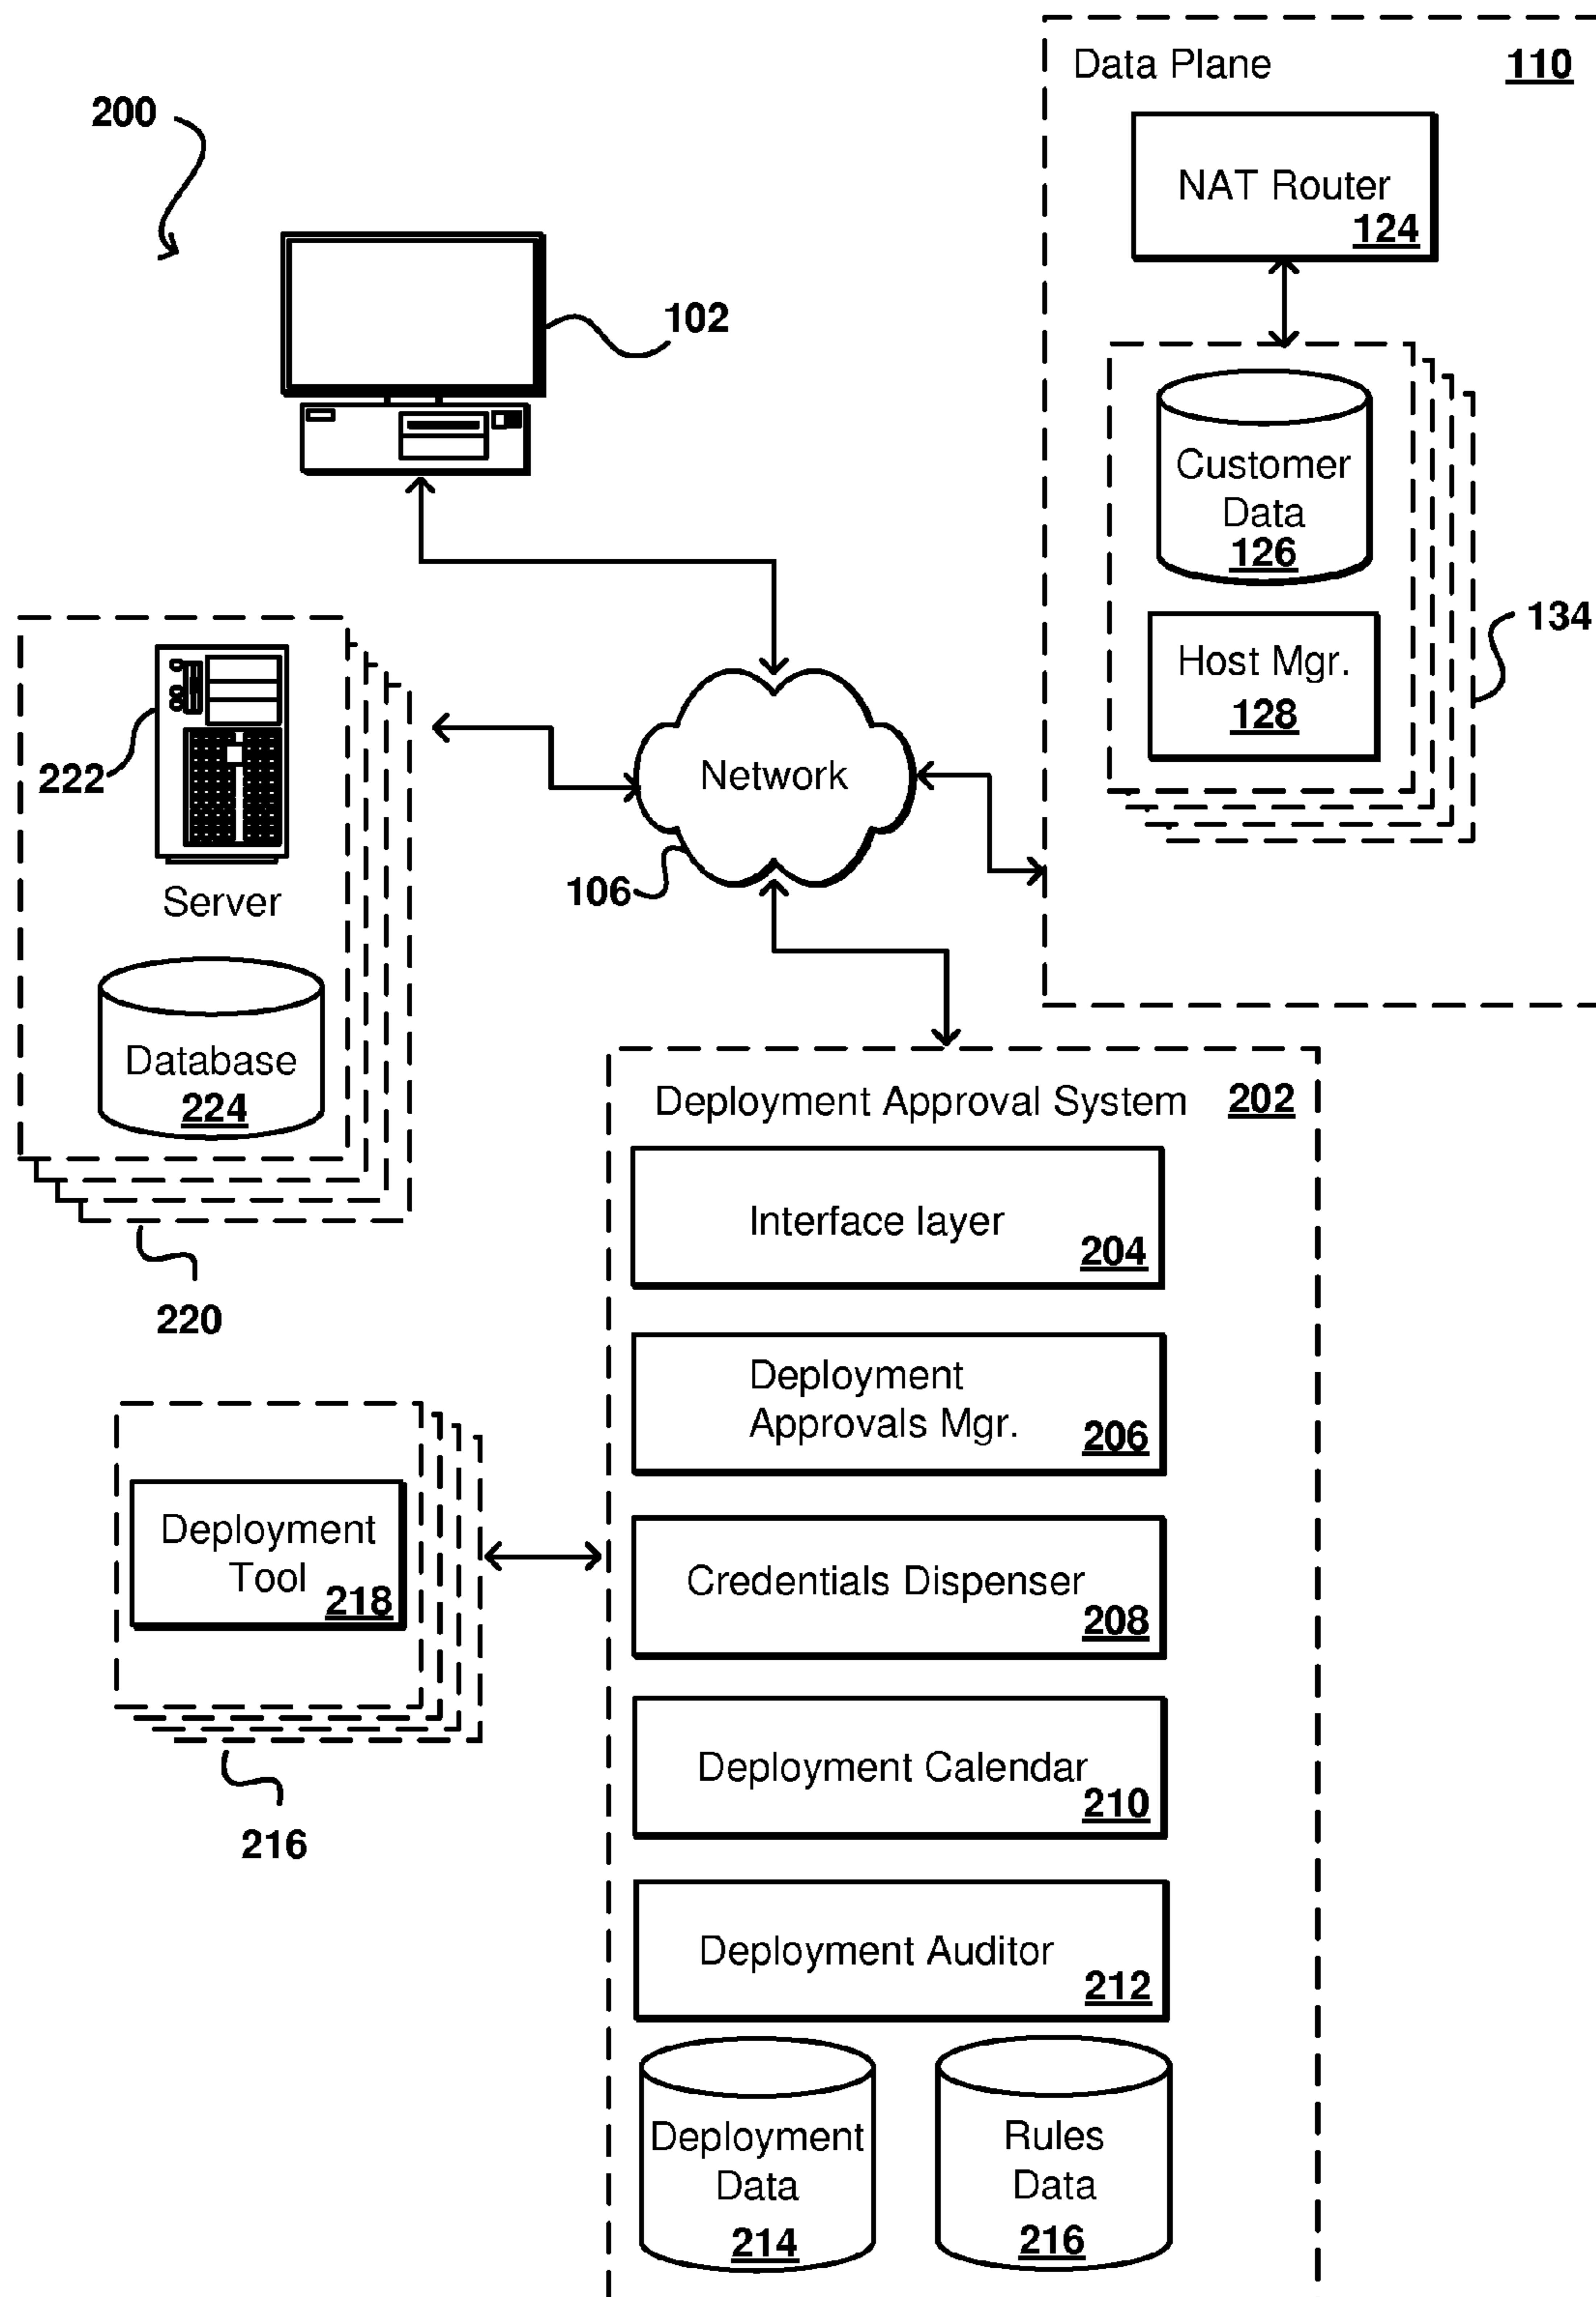 200
102
Data Plane 110
NAT Router
124
Customer
Data
126
Host Mgr.
128
134
222
Server
Database
224
220
Network
106
Deployment Approval System 202
Interface layer
204
Deployment
Approvals Mgr.
206
Credentials Dispenser
208
Deployment Calendar
210
Deployment Auditor
212
Deployment
Data
214
Rules
Data
216
Deployment
Tool
218
216